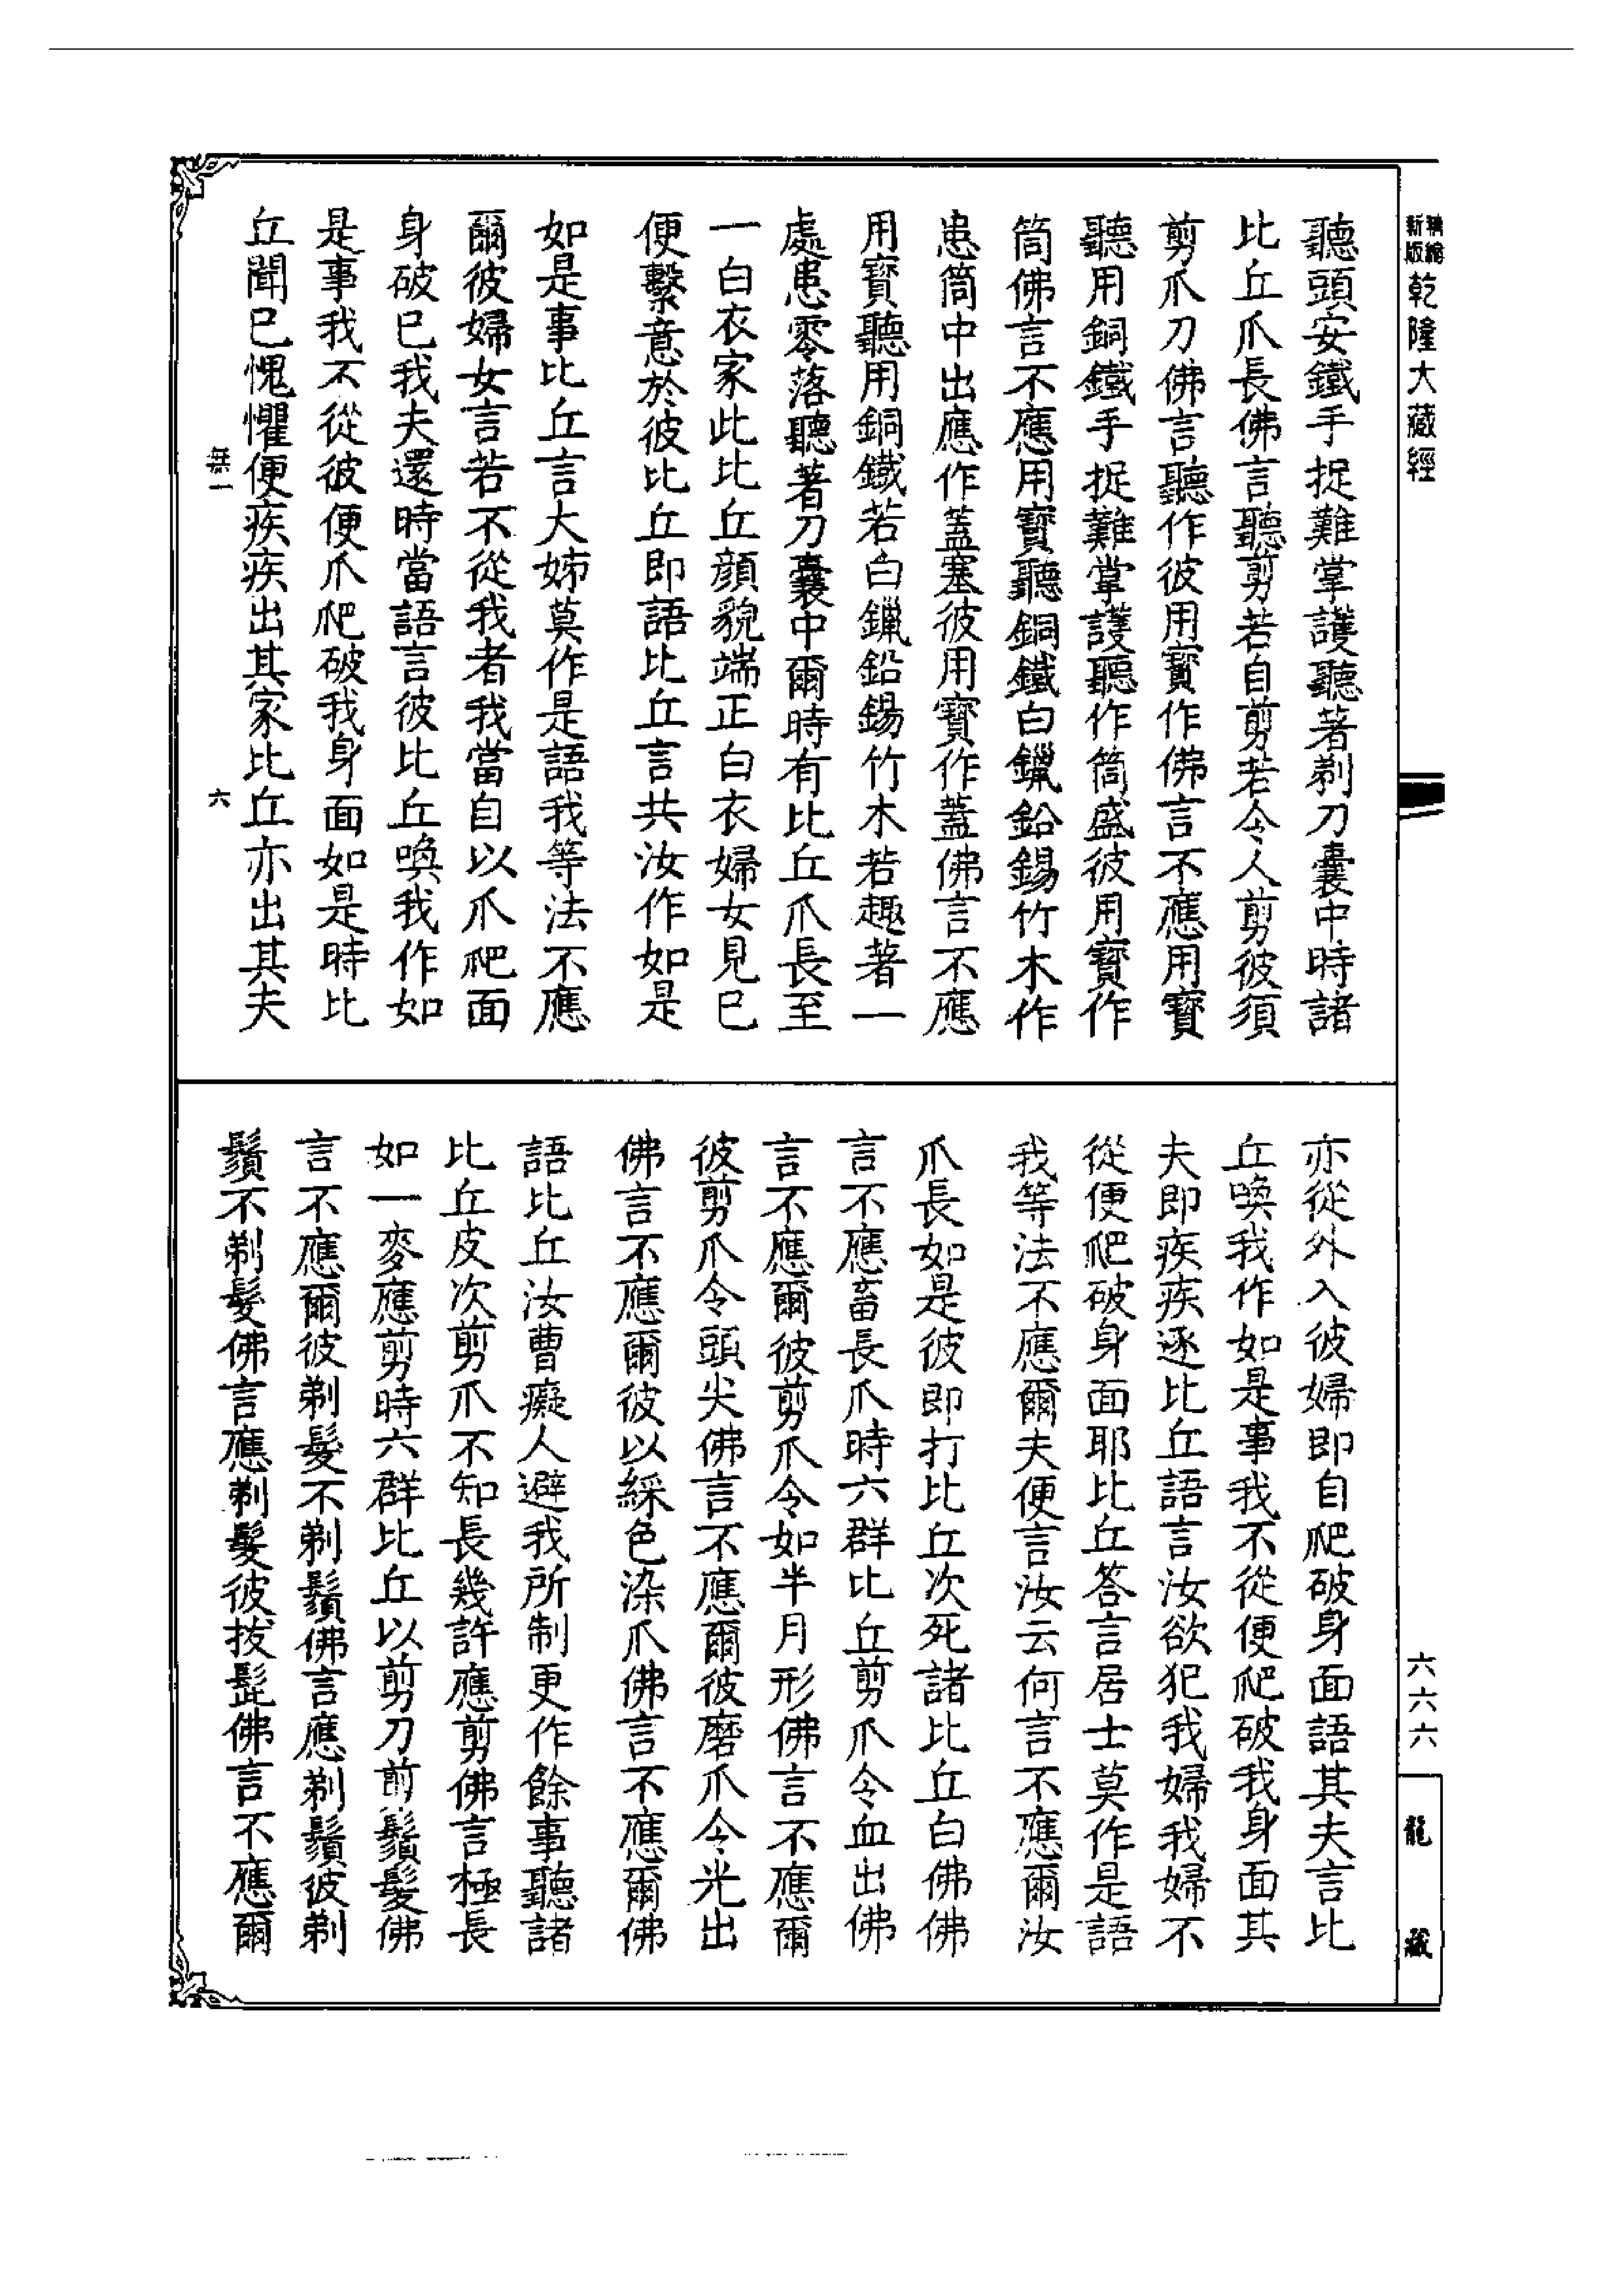 新版精繪乾隆大藏經
聽頭安鐵手捉難掌護聽著剃刀囊中時諸
比丘爪長佛言聽剪若自剪若令人剪彼須
剪爪刀佛言聽作彼用寶作佛言不應用寶
聽用銅鐵手捉難掌護聽作筒盛彼用寶作
筒佛言不應用寶聽銅鐵白鑞鉛錫竹木作
患筒中出應作蓋塞彼用寶作蓋佛言不應
用寶聽用銅鐵若白鑞鉛錫竹木若趣著一
處患零落聽著刀囊中爾時有比丘爪長至
一白衣家此比丘顏貌端正白衣婦女見已
便繫意於彼比丘即語比丘言共汝作如是
如是事比丘言大姊莫作是語我等法不應
爾彼婦女言若不從我者我當自以爪爬面
身破已我夫還時當語言彼比丘喚我作如
是事我不從彼便爪爬破我身面如是時比
丘聞已愧懼便疾疾出其家比丘亦出其夫
無一
六
亦從外入彼婦即自爬破身面語其夫言比
丘喚我作如是事我不從便爬破我身面其
夫即疾疾逐比丘語言汝欲犯我婦我婦不
從便爬破身面耶比丘答言居士莫作是語
我等法不應爾夫便言汝云何言不應爾汝
爪長如是彼即打比丘次死諸比丘白佛佛
言不應畜長爪時六群比丘剪爪令血出佛
言不應爾彼剪爪令如半月形佛言不應爾
彼剪爪令頭尖佛言不應爾彼磨爪令光出
佛言不應爾彼以綵色染爪佛言不應爾佛
語比丘汝曹癡人避我所制更作餘事聽諸
比丘皮次剪爪不知長幾許應剪佛言極長
如一麥應剪時六群比丘以剪刀剪鬚髮佛
言不應爾彼剃髮不剃鬚佛言應剃鬚彼剃
鬚不剃髮佛言應剃髮彼拔髭佛言不應爾
六六六
龍藏